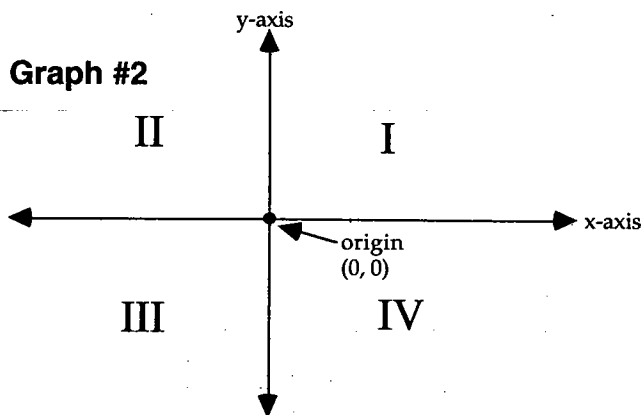 y-axis
Graph #2
II
I
x-axis
origin
(0, 0)
III
IV